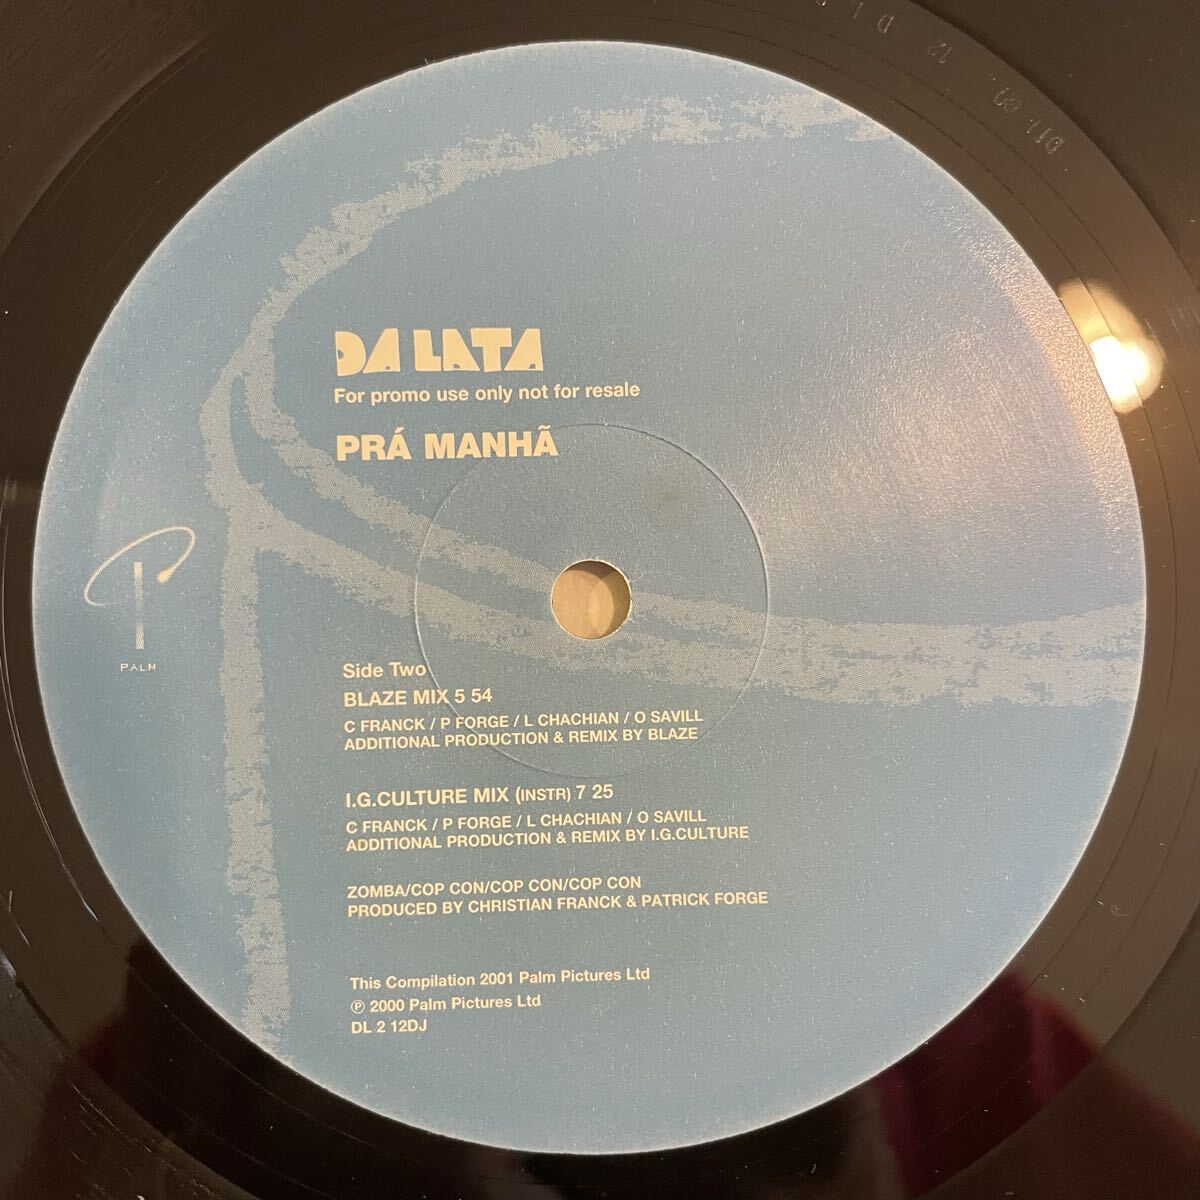 DA LATA
For promo use only not for resale
PRÁ MANHÃ
PALM
Side Two
BLAZE MIX 5 54
C FRANCK / P FORGE / L CHACHIAN / O SAVILL
ADDITIONAL PRODUCTION & REMIX BY BLAZE
I.G.CULTURE MIX (INSTR) 7 25
C FRANCK / P FORGE / L CHACHIAN / O SAVILL
ADDITIONAL PRODUCTION & REMIX BY I.G.CULTURE
ZOMBA/COP CON/COP CON/COP CON
PRODUCED BY CHRISTIAN FRANCK & PATRICK FORGE
This Compilation 2001 Palm Pictures Ltd
℗ 2000 Palm Pictures Ltd
DL 2 12DJ